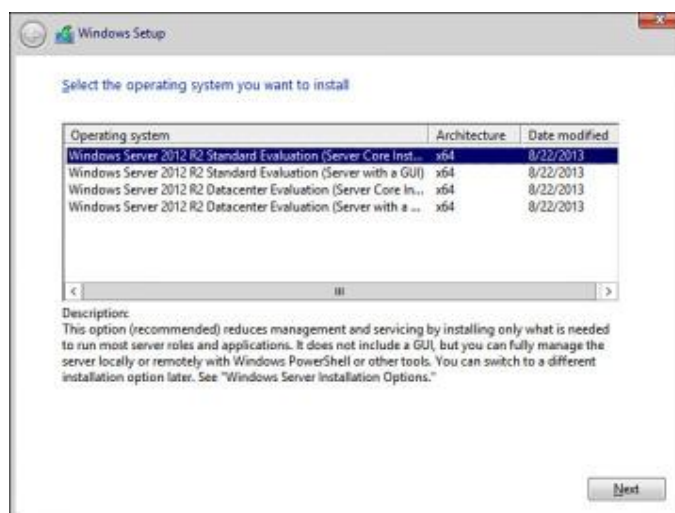 Windows Setup
Select the operating system you want to install
Operating system Architecture Date modified
Windows Server 2012 R2 Standard Evaluation (Server Core Inst... x64 8/22/2013
Windows Server 2012 R2 Standard Evaluation (Server with a GUI) x64 8/22/2013
Windows Server 2012 R2 Datacenter Evaluation (Server Core In... x64 8/22/2013
Windows Server 2012 R2 Datacenter Evaluation (Server with a ... x64 8/22/2013
Description:
This option (recommended) reduces management and servicing by installing only what is needed
to run most server roles and applications. It does not include a GUI, but you can fully manage the
server locally or remotely with Windows PowerShell or other tools. You can switch to a different
installation option later. See "Windows Server Installation Options."
Next